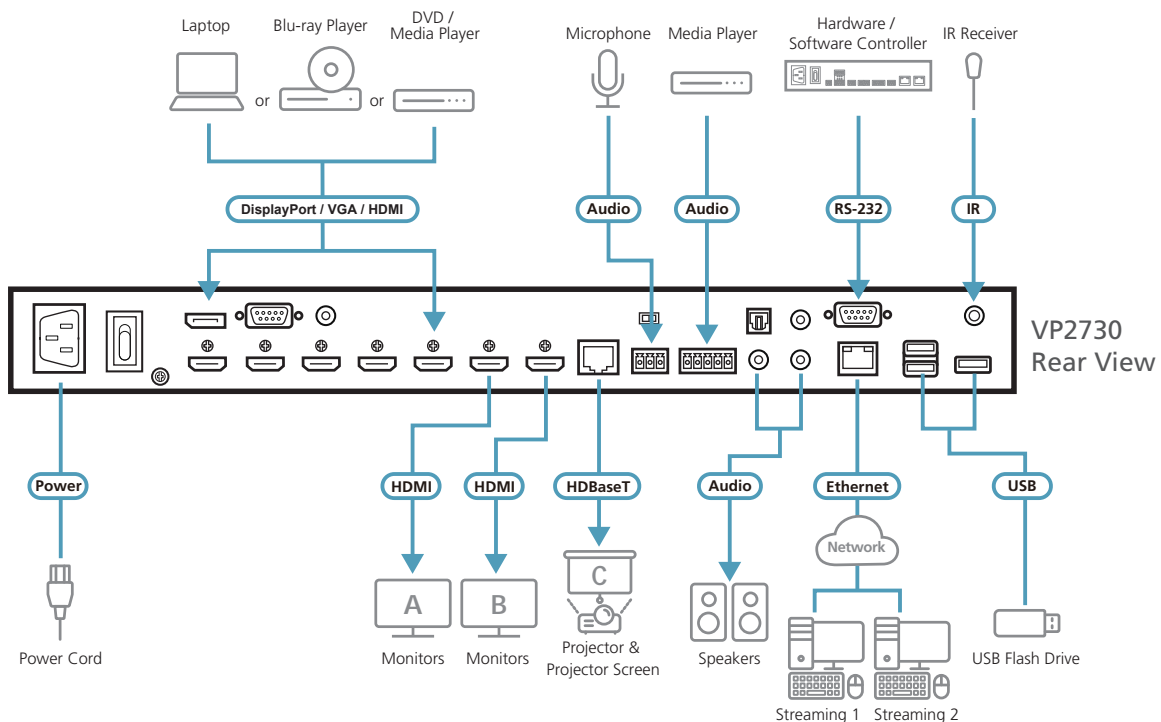 Laptop
Blu-ray Player
DVD /
Media Player
Microphone
Media Player
Hardware /
Software Controller
IR Receiver
or
or
DisplayPort / VGA / HDMI
Audio
Audio
RS-232
IR
VP2730
Rear View
Power
HDMI
HDMI
HDBaseT
Audio
Ethernet
USB
Network
A
B
C
Power Cord
Monitors
Monitors
Projector &
Projector Screen
Speakers
USB Flash Drive
Streaming 1
Streaming 2